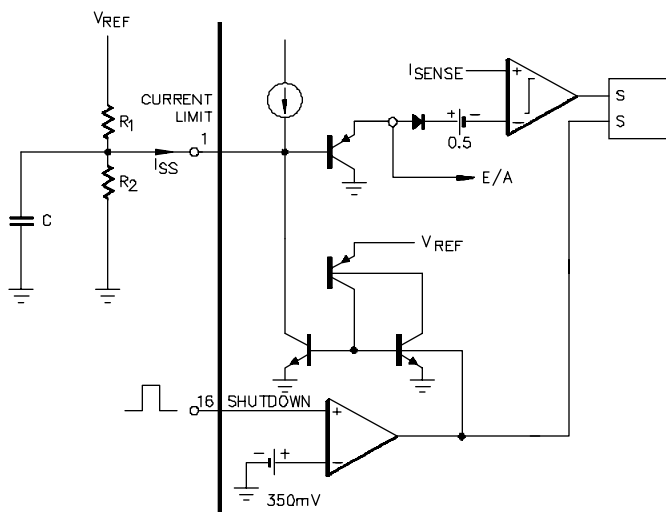 VREF
R1
CURRENT
LIMIT
1
ISS
R2
C
ISENSE
+
−
S
S
+ −
0.5
E/A
VREF
16 SHUTDOWN
+
−
− +
350mV